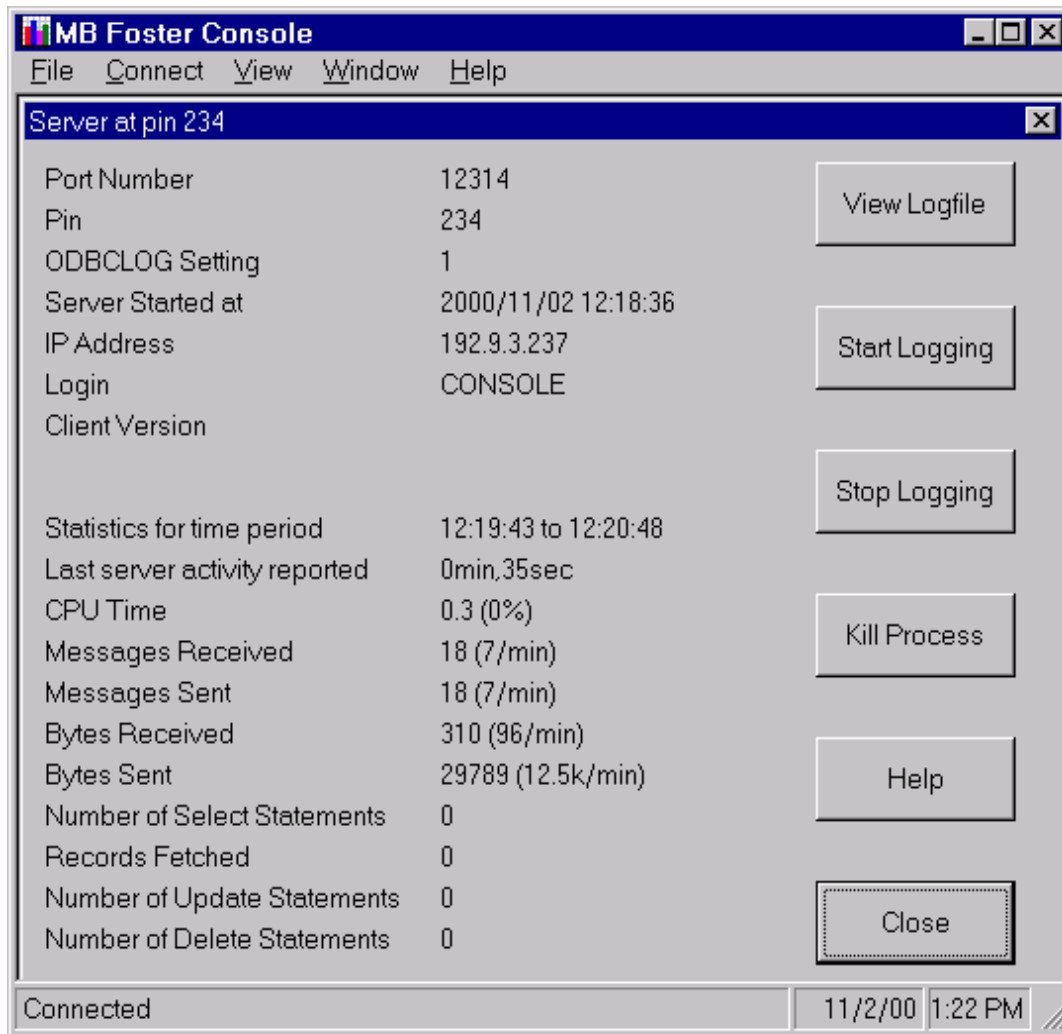 MB Foster Console
File Connect View Window Help
Server at pin 234
Port Number 12314
Pin 234
ODBCLOG Setting 1
Server Started at 2000/11/02 12:18:36
IP Address 192.9.3.237
Login CONSOLE
Client Version
Statistics for time period 12:19:43 to 12:20:48
Last server activity reported 0min,35sec
CPU Time 0.3 (0%)
Messages Received 18 (7/min)
Messages Sent 18 (7/min)
Bytes Received 310 (96/min)
Bytes Sent 29789 (12.5k/min)
Number of Select Statements 0
Records Fetched 0
Number of Update Statements 0
Number of Delete Statements 0
View Logfile
Start Logging
Stop Logging
Kill Process
Help
Close
Connected 11/2/00 1:22 PM